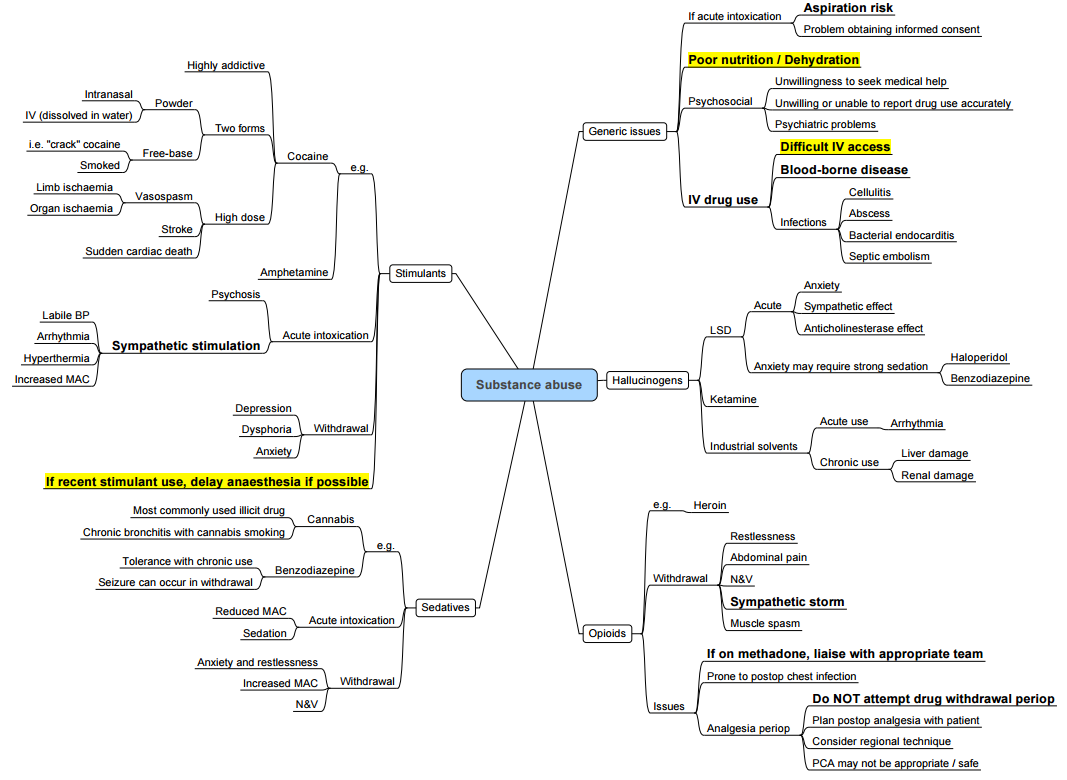 Substance abuse
Generic issues
If acute intoxication
Aspiration risk
Problem obtaining informed consent
Poor nutrition / Dehydration
Psychosocial
Unwillingness to seek medical help
Unwilling or unable to report drug use accurately
Psychiatric problems
IV drug use
Difficult IV access
Blood-borne disease
Infections
Cellulitis
Abscess
Bacterial endocarditis
Septic embolism
Hallucinogens
LSD
Acute
Anxiety
Sympathetic effect
Anticholinesterase effect
Anxiety may require strong sedation
Haloperidol
Benzodiazepine
Ketamine
Industrial solvents
Acute use
Arrhythmia
Chronic use
Liver damage
Renal damage
Opioids
e.g.
Heroin
Withdrawal
Restlessness
Abdominal pain
N&V
Sympathetic storm
Muscle spasm
Issues
If on methadone, liaise with appropriate team
Prone to postop chest infection
Analgesia periop
Do NOT attempt drug withdrawal periop
Plan postop analgesia with patient
Consider regional technique
PCA may not be appropriate / safe
Stimulants
e.g.
Cocaine
Highly addictive
Two forms
Powder
Intranasal
IV (dissolved in water)
Free-base
i.e. "crack" cocaine
Smoked
High dose
Vasospasm
Limb ischaemia
Organ ischaemia
Stroke
Sudden cardiac death
Amphetamine
Acute intoxication
Psychosis
Sympathetic stimulation
Labile BP
Arrhythmia
Hyperthermia
Increased MAC
Withdrawal
Depression
Dysphoria
Anxiety
If recent stimulant use, delay anaesthesia if possible
Sedatives
e.g.
Cannabis
Most commonly used illicit drug
Chronic bronchitis with cannabis smoking
Benzodiazepine
Tolerance with chronic use
Seizure can occur in withdrawal
Acute intoxication
Reduced MAC
Sedation
Withdrawal
Anxiety and restlessness
Increased MAC
N&V